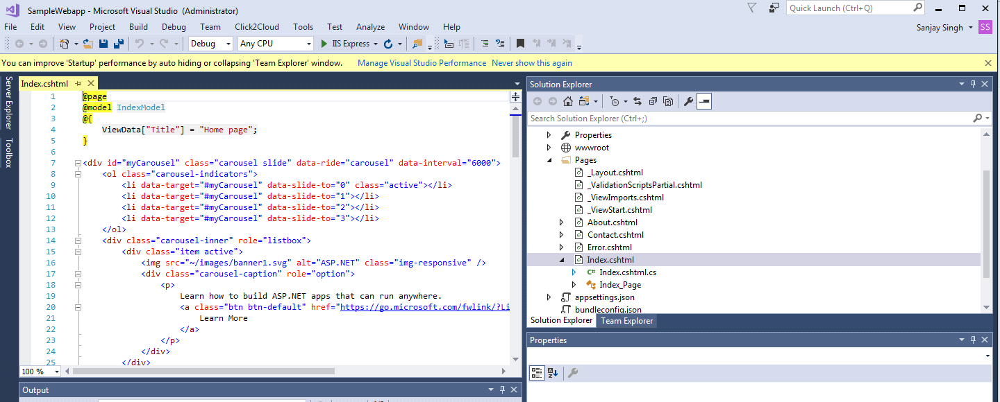 SampleWebapp - Microsoft Visual Studio (Administrator)
Quick Launch (Ctrl+Q)
File Edit View Project Build Debug Team Click2Cloud Tools Test Analyze Window Help
Sanjay Singh SS
Debug Any CPU IIS Express
You can improve 'Startup' performance by auto hiding or collapsing 'Team Explorer' window. Manage Visual Studio Performance Never show this again
Server Explorer
Toolbox
Index.cshtml
1 @page
2 @model IndexModel
3 @{
4 ViewData["Title"] = "Home page";
5 }
6
7 <div id="myCarousel" class="carousel slide" data-ride="carousel" data-interval="6000">
8 <ol class="carousel-indicators">
9 <li data-target="#myCarousel" data-slide-to="0" class="active"></li>
10 <li data-target="#myCarousel" data-slide-to="1"></li>
11 <li data-target="#myCarousel" data-slide-to="2"></li>
12 <li data-target="#myCarousel" data-slide-to="3"></li>
13 </ol>
14 <div class="carousel-inner" role="listbox">
15 <div class="item active">
16 <img src="~/images/banner1.svg" alt="ASP.NET" class="img-responsive" />
17 <div class="carousel-caption" role="option">
18 <p>
19 Learn how to build ASP.NET apps that can run anywhere.
20 <a class="btn btn-default" href="https://go.microsoft.com/fwlink/?Li
21 Learn More
22 </a>
23 </p>
24 </div>
25 </div>
100 %
Output
Solution Explorer
Search Solution Explorer (Ctrl+;)
Properties
wwwroot
Pages
_Layout.cshtml
_ValidationScriptsPartial.cshtml
_ViewImports.cshtml
_ViewStart.cshtml
About.cshtml
Contact.cshtml
Error.cshtml
Index.cshtml
C# Index.cshtml.cs
Index_Page
appsettings.json
bundleconfig.json
Solution Explorer Team Explorer
Properties